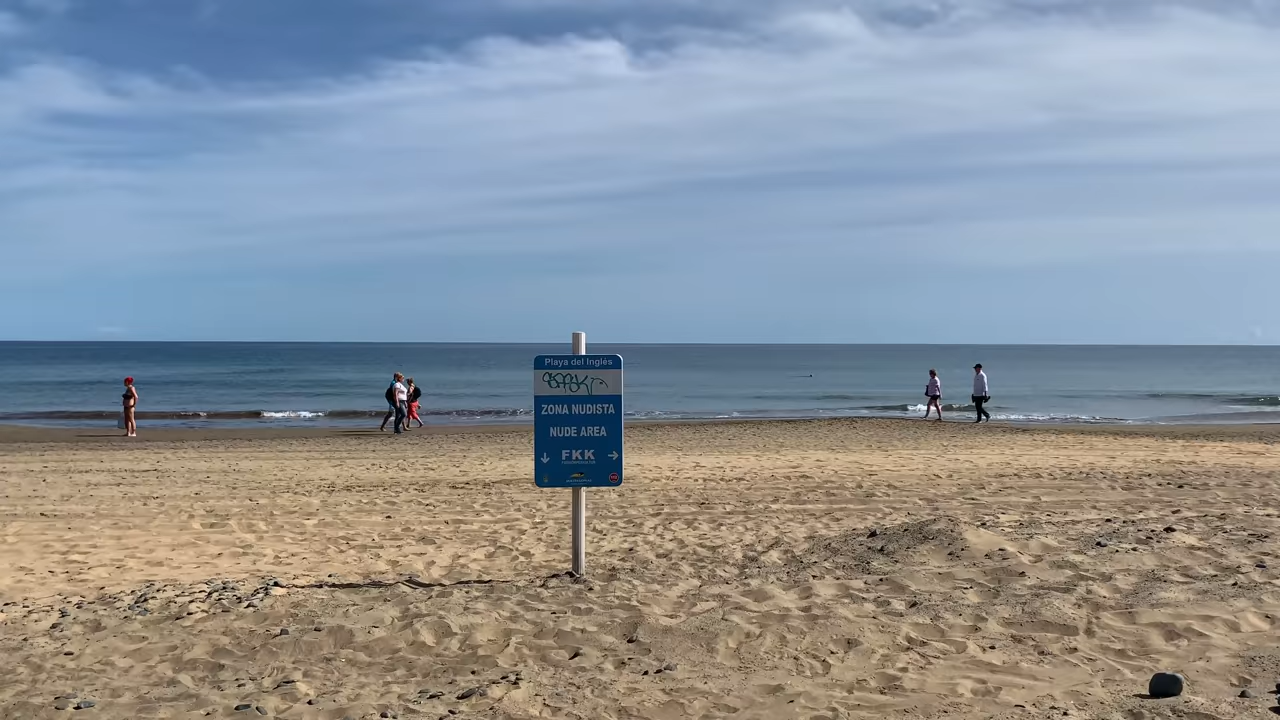 Playa del Inglés
ZONA NUDISTA
NUDE AREA
↓ FKK →